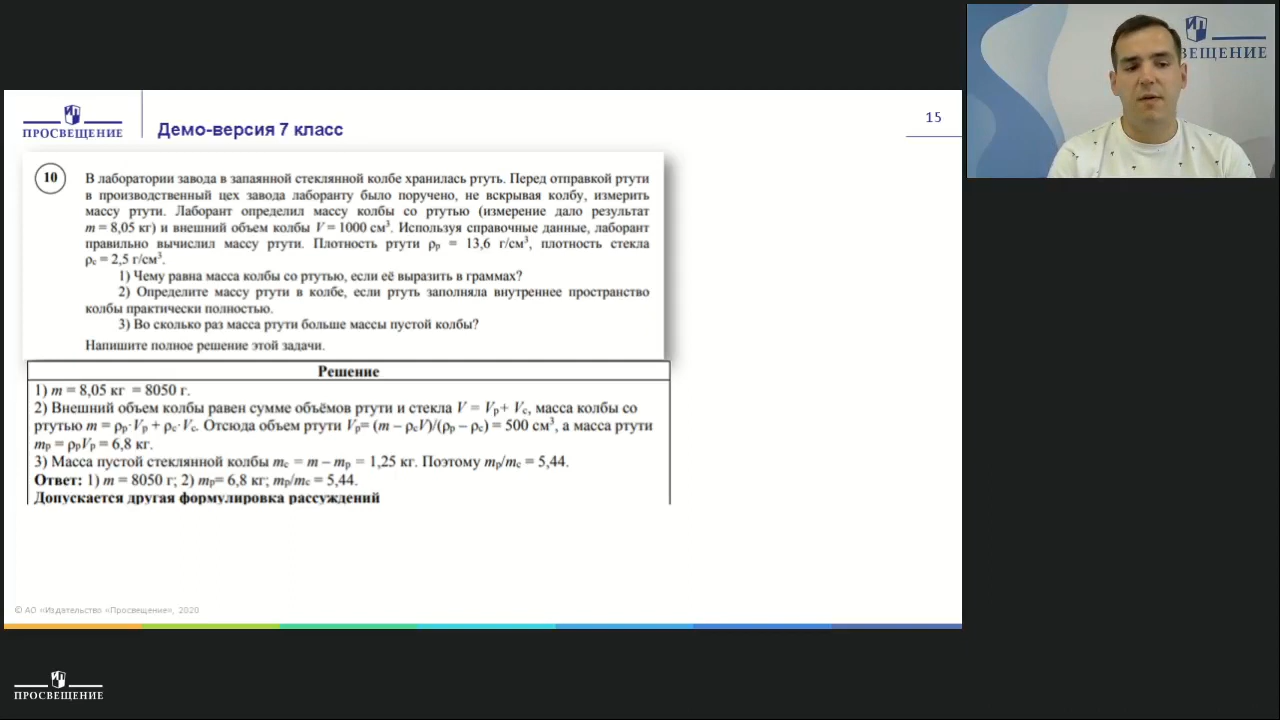 ПРОСВЕЩЕНИЕ
Демо-версия 7 класс
15
10
В лаборатории завода в запаянной стеклянной колбе хранилась ртуть. Перед отправкой ртути
в производственный цех завода лаборанту было поручено, не вскрывая колбу, измерить
массу ртути. Лаборант определил массу колбы со ртутью (измерение дало результат
m = 8,05 кг) и внешний объем колбы V = 1000 см³. Используя справочные данные, лаборант
правильно вычислил массу ртути. Плотность ртути ρр = 13,6 г/см³, плотность стекла
ρс = 2,5 г/см³.
1) Чему равна масса колбы со ртутью, если её выразить в граммах?
2) Определите массу ртути в колбе, если ртуть заполняла внутреннее пространство
колбы практически полностью.
3) Во сколько раз масса ртути больше массы пустой колбы?
Напишите полное решение этой задачи.
Решение
1) m = 8,05 кг = 8050 г.
2) Внешний объем колбы равен сумме объёмов ртути и стекла V = Vр+ Vс, масса колбы со
ртутью m = ρр·Vр + ρс·Vс. Отсюда объем ртути Vр= (m – ρсV)/(ρр – ρс) = 500 см³, а масса ртути
mр = ρрVр = 6,8 кг.
3) Масса пустой стеклянной колбы mс = m – mр = 1,25 кг. Поэтому mр/mс = 5,44.
Ответ: 1) m = 8050 г; 2) mр= 6,8 кг; mр/mс = 5,44.
Допускается другая формулировка рассуждений
© АО «Издательство «Просвещение», 2020
ПРОСВЕЩЕНИЕ
ВЕЩЕНИЕ